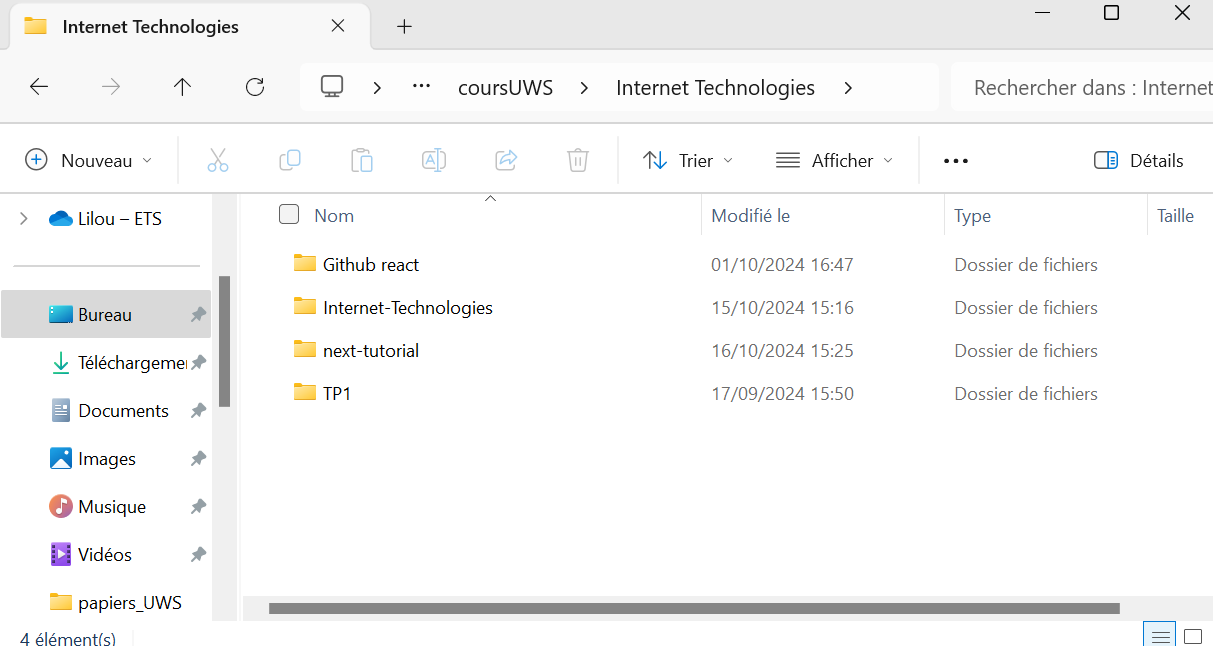 Internet Technologies
coursUWS Internet Technologies Rechercher dans : Internet
Nouveau Trier Afficher Détails
Lilou – ETS
Bureau
Téléchargemer
Documents
Images
Musique
Vidéos
papiers_UWS
Nom Modifié le Type Taille
Github react 01/10/2024 16:47 Dossier de fichiers
Internet-Technologies 15/10/2024 15:16 Dossier de fichiers
next-tutorial 16/10/2024 15:25 Dossier de fichiers
TP1 17/09/2024 15:50 Dossier de fichiers
4 élément(s)